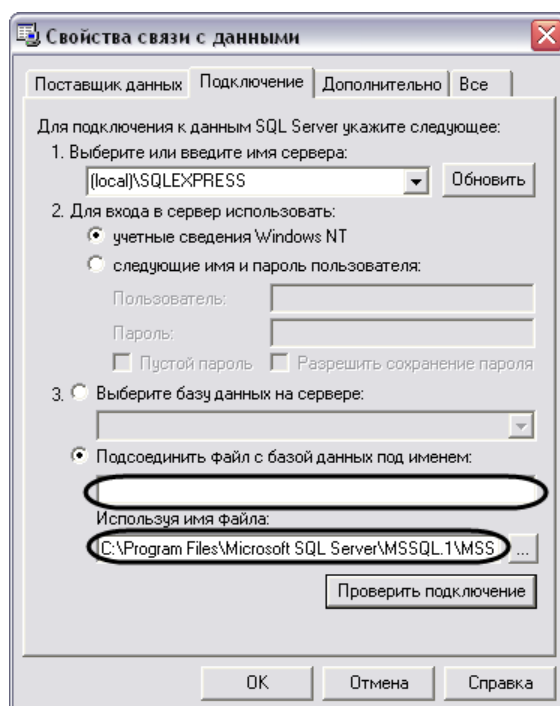 Свойства связи с данными
Поставщик данных Подключение Дополнительно Все
Для подключения к данным SQL Server укажите следующее:
1. Выберите или введите имя сервера:
(local)\SQLEXPRESS Обновить
2. Для входа в сервер использовать:
учетные сведения Windows NT
следующие имя и пароль пользователя:
Пользователь:
Пароль:
Пустой пароль Разрешить сохранение пароля
3. Выберите базу данных на сервере:
Подсоединить файл с базой данных под именем:
Используя имя файла:
C:\Program Files\Microsoft SQL Server\MSSQL.1\MSS ...
Проверить подключение
OK Отмена Справка